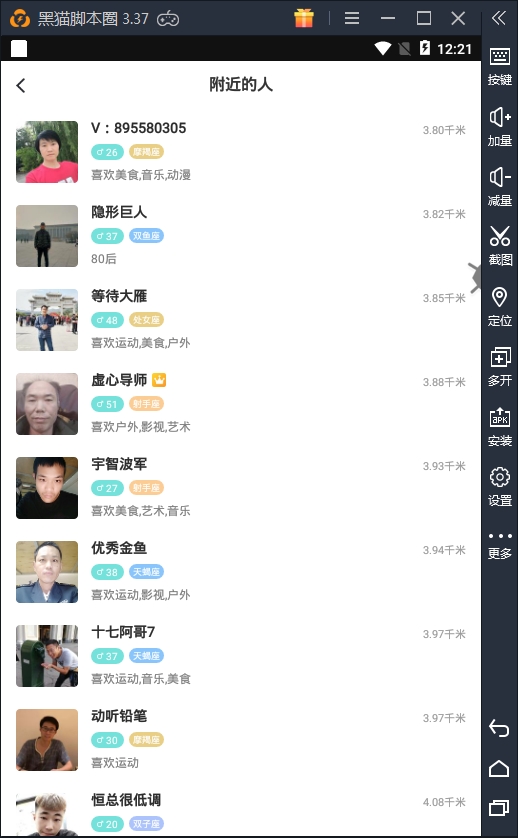 黑猫脚本圈 3.37
12:21
附近的人
V：895580305
3.80千米
♂26 摩羯座
喜欢美食,音乐,动漫
隐形巨人
3.82千米
♂37 双鱼座
80后
等待大雁
3.85千米
♂48 处女座
喜欢运动,美食,户外
虚心导师
3.88千米
♂51 射手座
喜欢户外,影视,艺术
宇智波军
3.93千米
♂27 射手座
喜欢美食,艺术,音乐
优秀金鱼
3.94千米
♂38 天蝎座
喜欢运动,影视,户外
十七阿哥7
3.97千米
♂37 天蝎座
喜欢运动,音乐,美食
动听铅笔
3.97千米
♂30 摩羯座
喜欢运动
恒总很低调
4.08千米
♂20 双子座
按键
加量
减量
截图
定位
多开
APK
安装
设置
更多